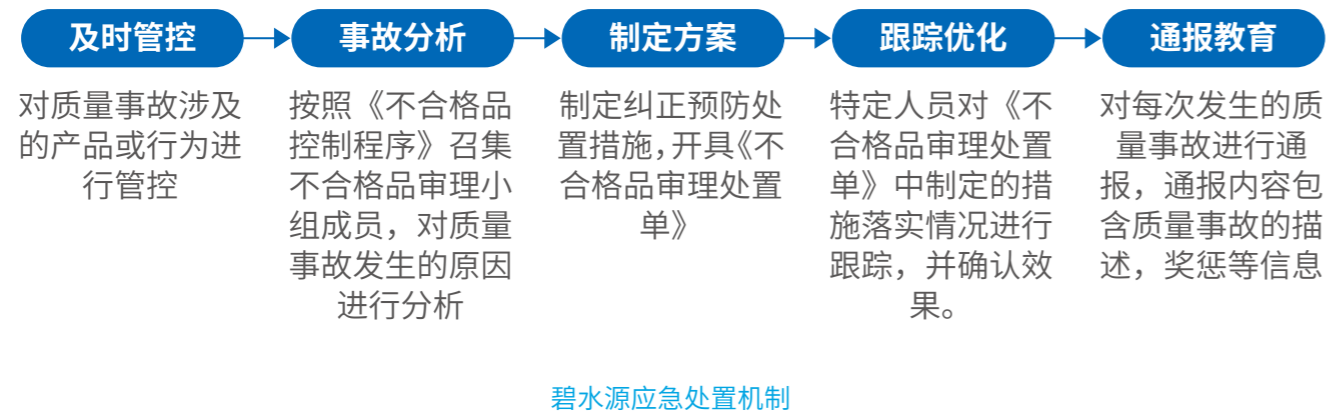 及时管控
事故分析
制定方案
跟踪优化
通报教育
对质量事故涉及
的产品或行为进
行管控
按照《不合格品
控制程序》召集
不合格品审理小
组成员，对质量
事故发生的原因
进行分析
制定纠正预防处
置措施，开具《不
合格品审理处置
单》
特定人员对《不
合格品审理处置
单》中制定的措
施落实情况进行
跟踪，并确认效
果。
对每次发生的质
量事故进行通
报，通报内容包
含质量事故的描
述，奖惩等信息
碧水源应急处置机制